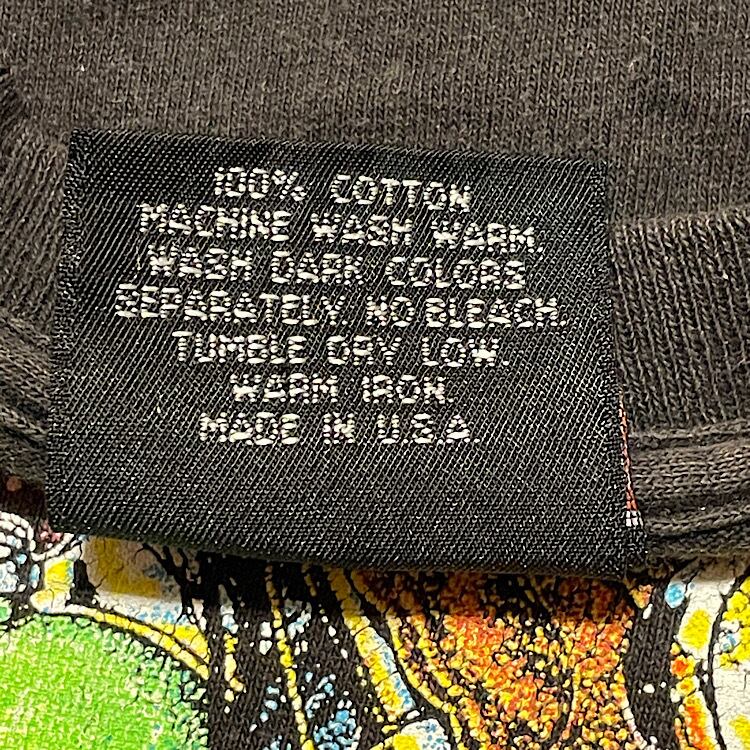 100% COTTON
MACHINE WASH WARM.
WASH DARK COLORS
SEPARATELY. NO BLEACH.
TUMBLE DRY LOW.
WARM IRON.
MADE IN U.S.A.